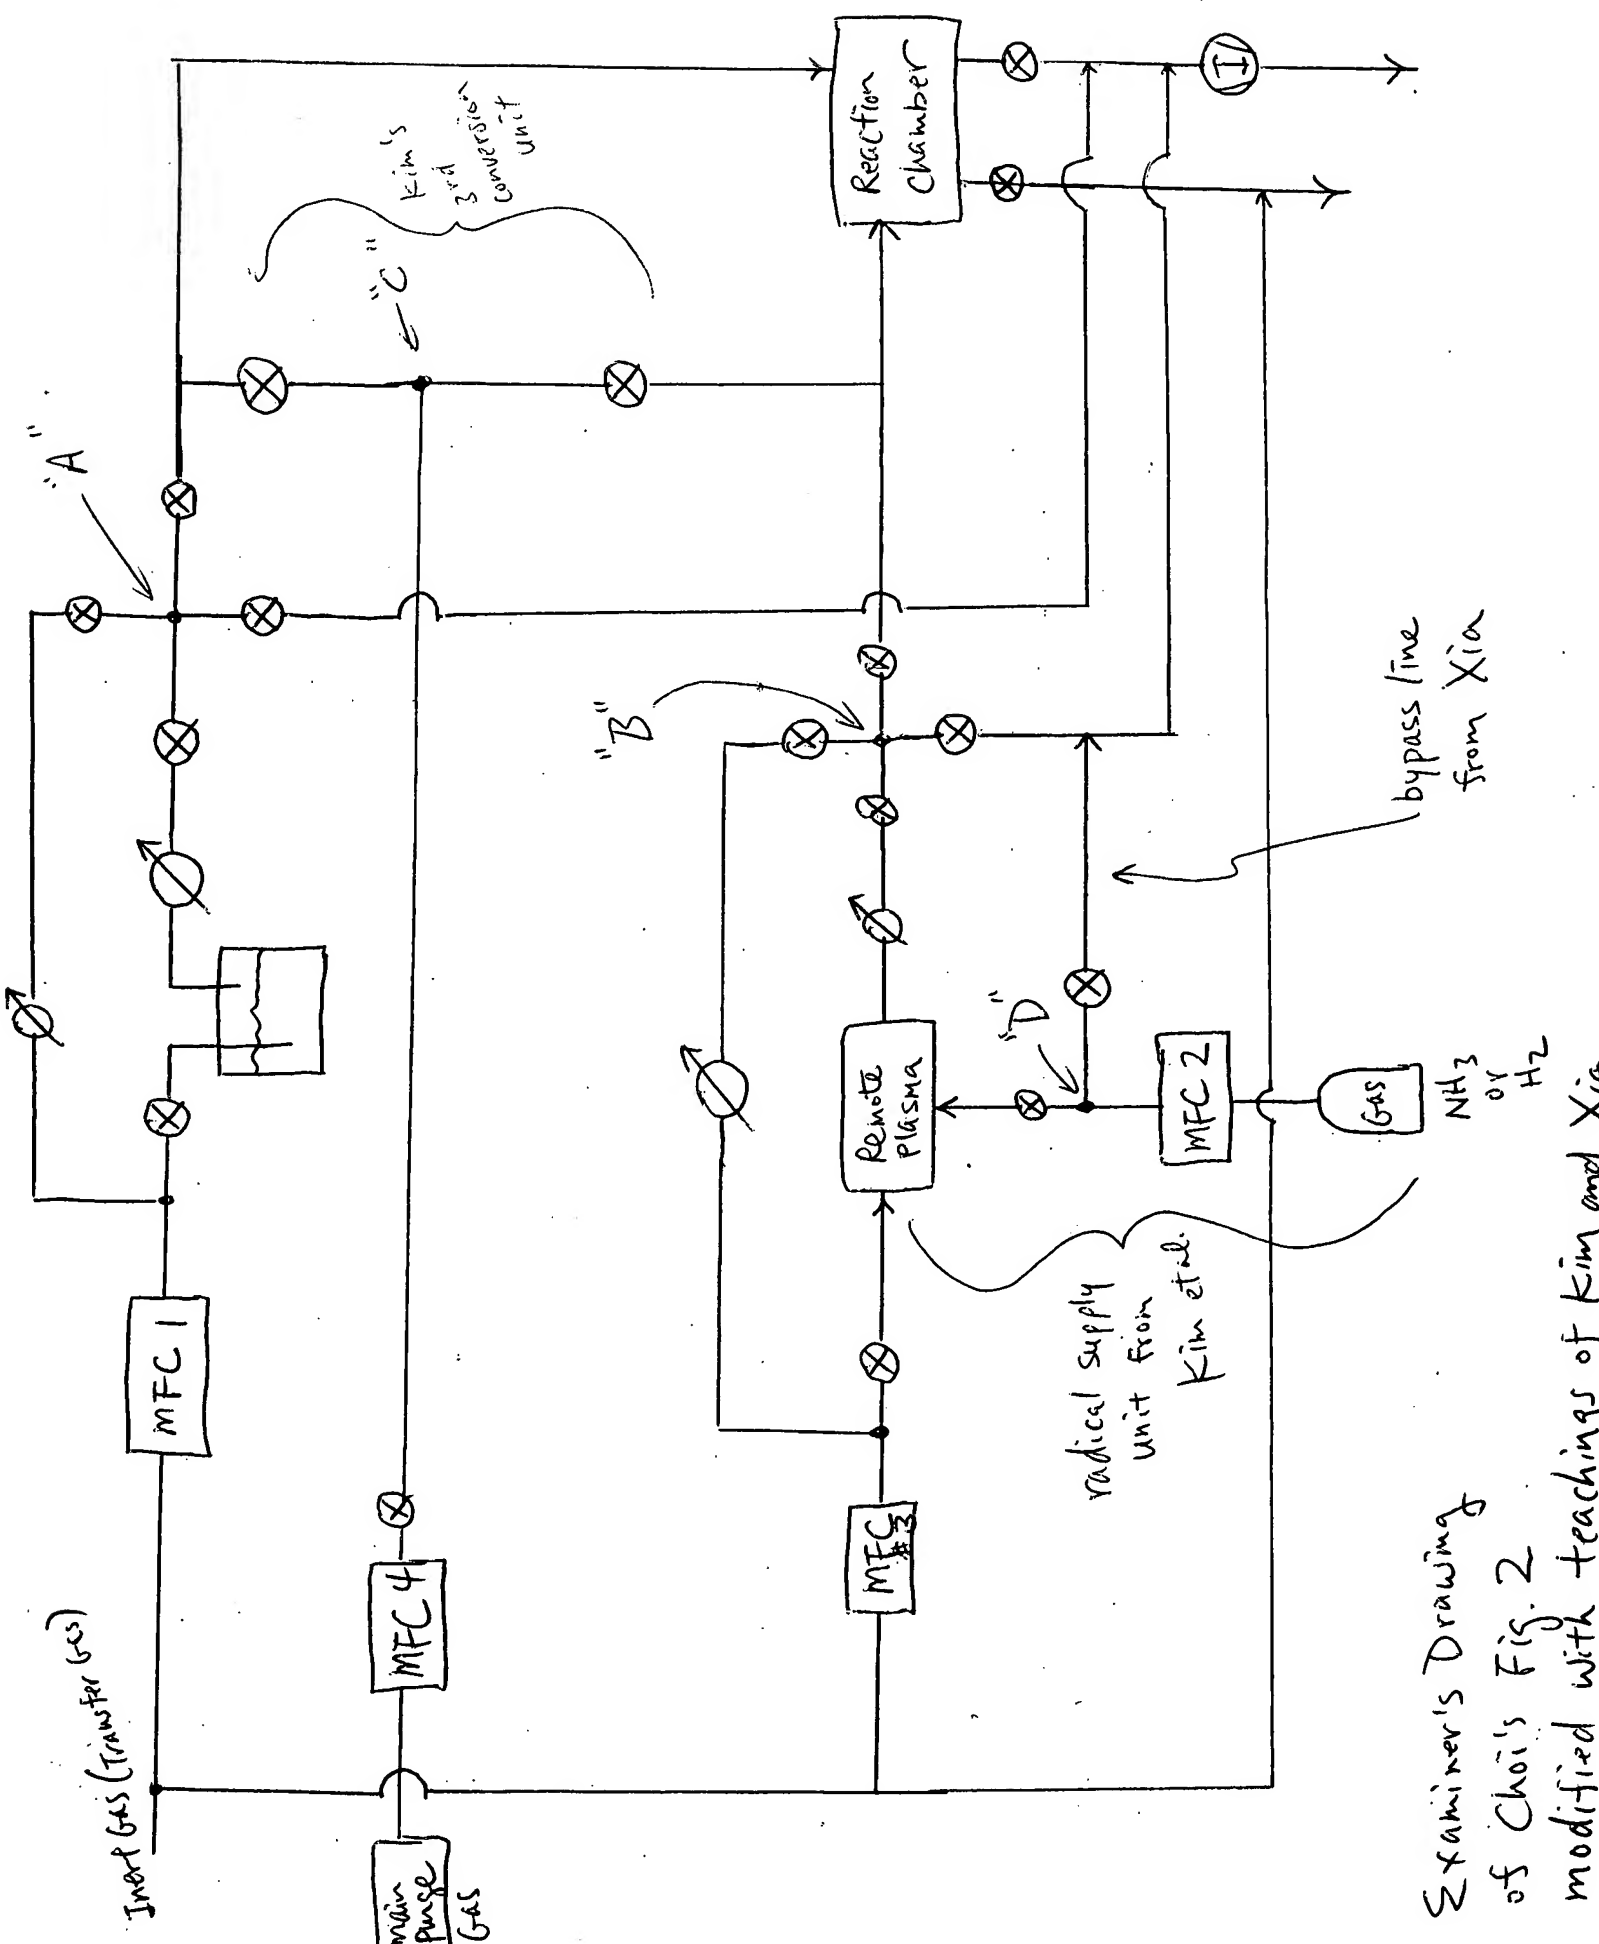 Inert Gas (Transfer Gas)
main
purge
Gas
MFC 1
MFC 4
MFC
#3
"A"
"B"
"C"
"D"
Kim's
3rd
conversion
unit
Reaction
Chamber
I
Remote
Plasma
MFC 2
Gas
NH3
or
H2
radical supply
unit from
Kim et al.
bypass line
from Xia
Examiner's Drawing
of Choi's Fig. 2
modified with teachings of Kim and Xia